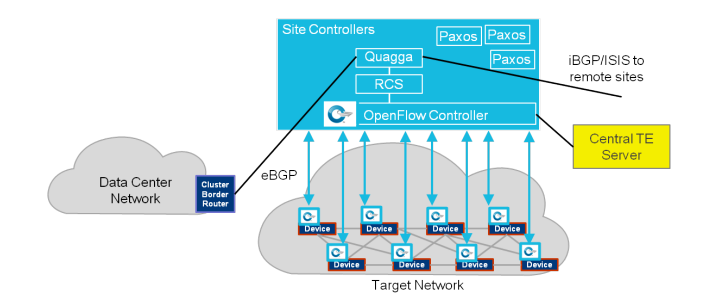 Site Controllers
Paxos
Paxos
Paxos
Quagga
iBGP/ISIS to
remote sites
RCS
OpenFlow Controller
Central TE
Server
eBGP
Data Center
Network
Cluster
Border
Router
Device
Device
Device
Device
Device
Device
Device
Device
Target Network